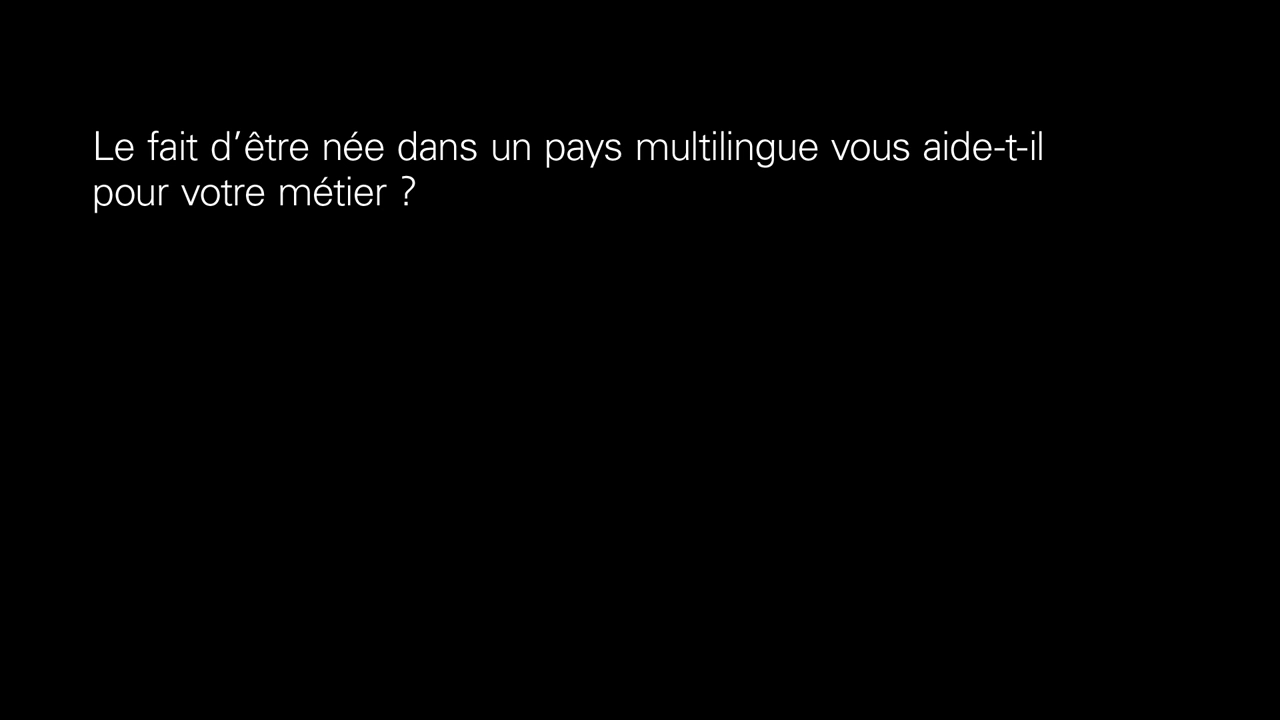 Le fait d’être née dans un pays multilingue vous aide-t-il
pour votre métier ?